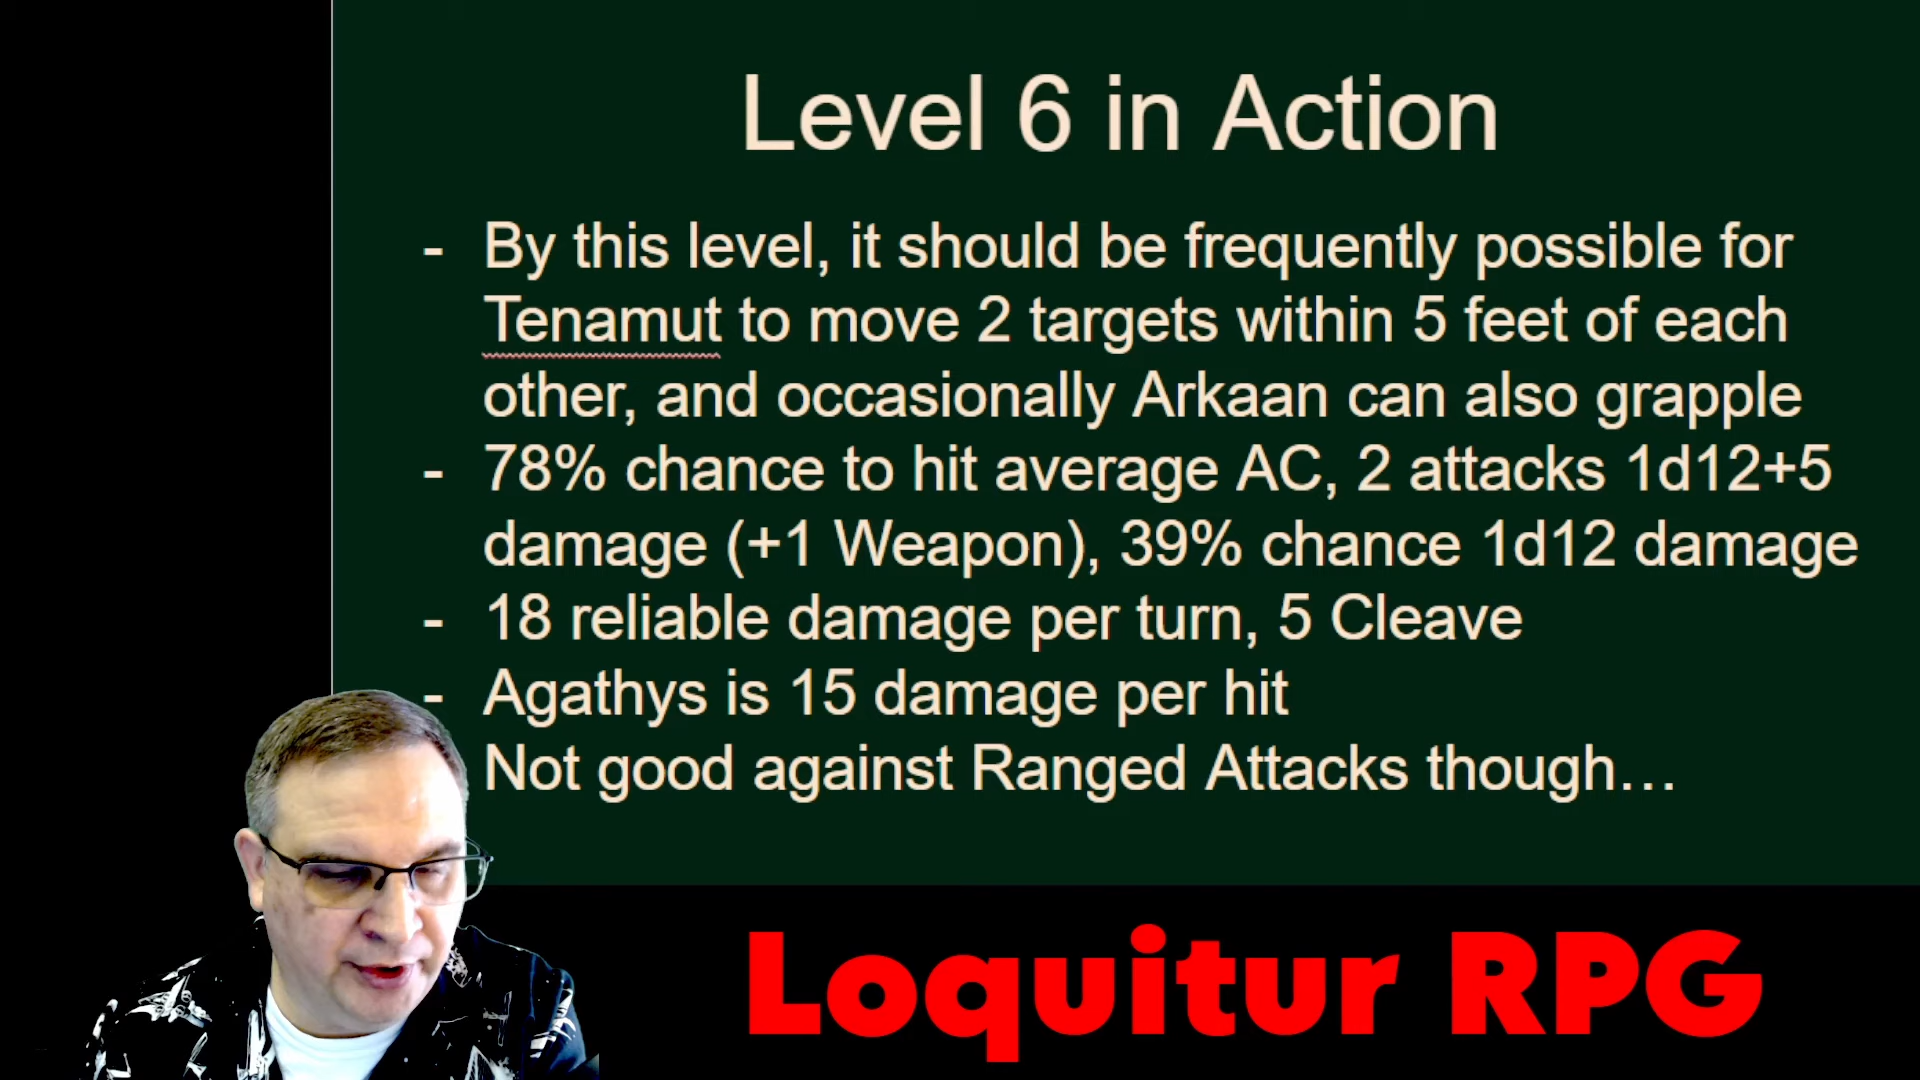 Level 6 in Action
- By this level, it should be frequently possible for
Tenamut to move 2 targets within 5 feet of each
other, and occasionally Arkaan can also grapple
- 78% chance to hit average AC, 2 attacks 1d12+5
damage (+1 Weapon), 39% chance 1d12 damage
- 18 reliable damage per turn, 5 Cleave
- Agathys is 15 damage per hit
Not good against Ranged Attacks though…
Loquitur RPG